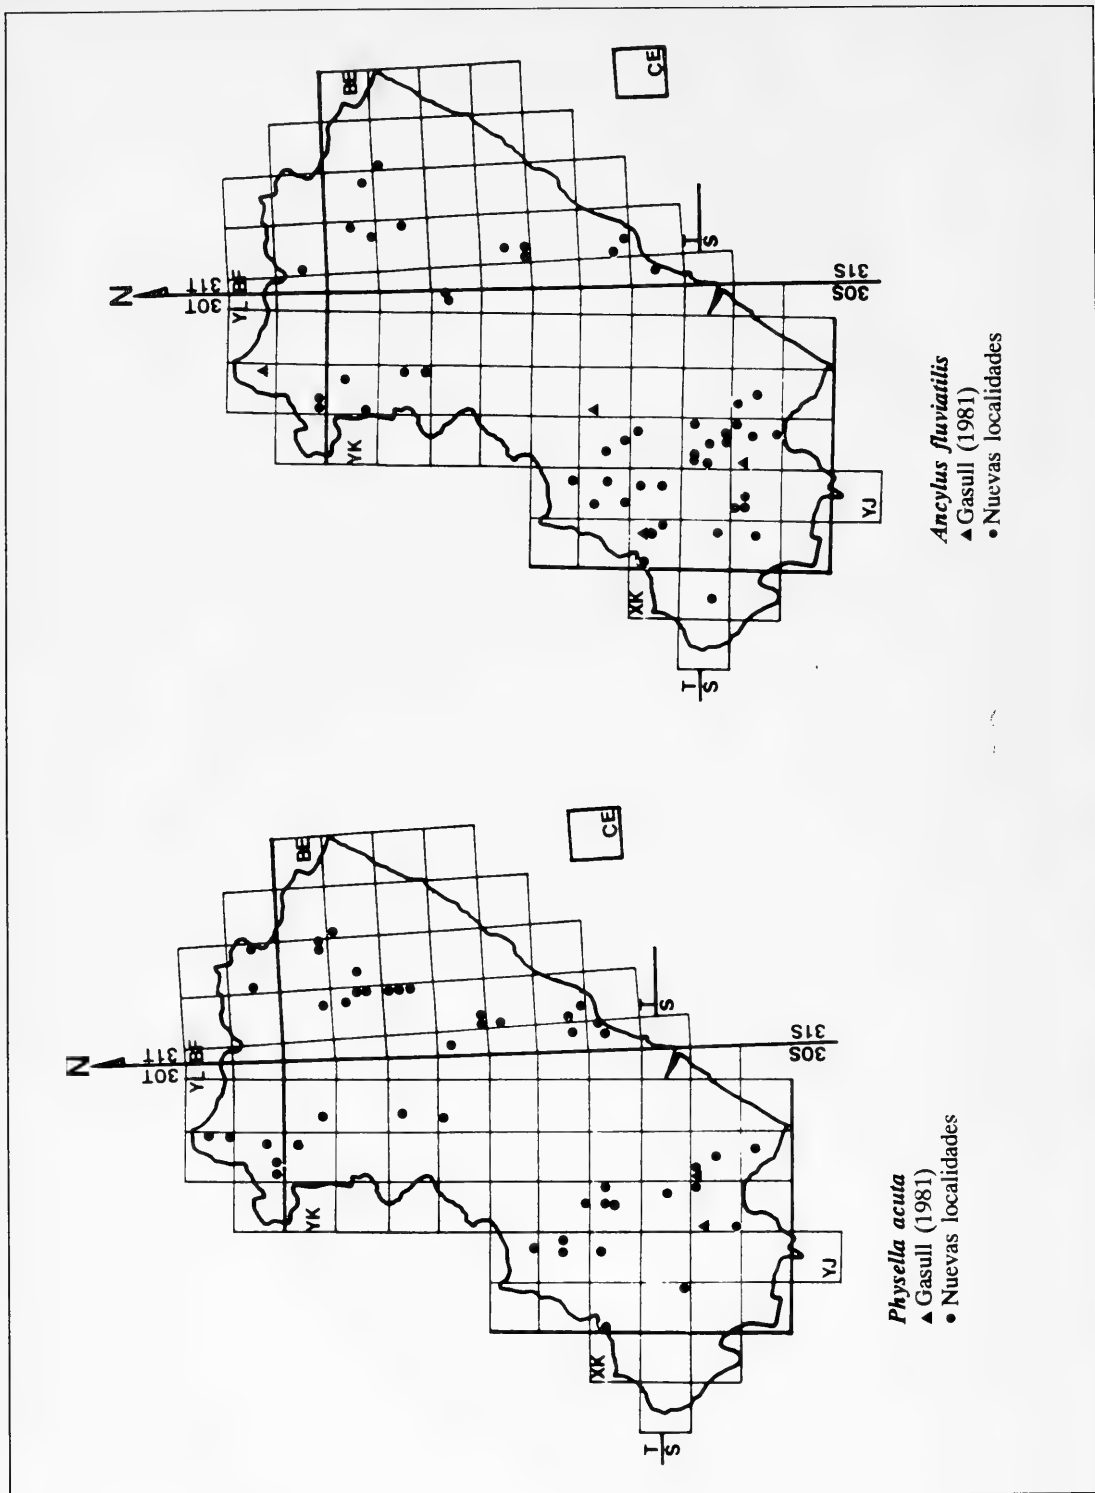 N
30T 31T
YL BF
BE
YK
CE
XK
T
S
T
S
30S 31S
YJ
Ancylus fluviatilis
▲ Gasull (1981)
● Nuevas localidades
N
30T 31T
YL BF
BE
YK
CE
XK
T
S
T
S
30S 31S
YJ
Physella acuta
▲ Gasull (1981)
● Nuevas localidades